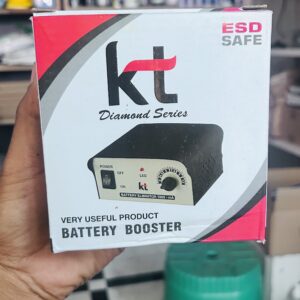 ESD
SAFE
kt
Diamond Series
POWER
OFF
ON
LED
kt
VERY USEFUL PRODUCT
BATTERY BOOSTER